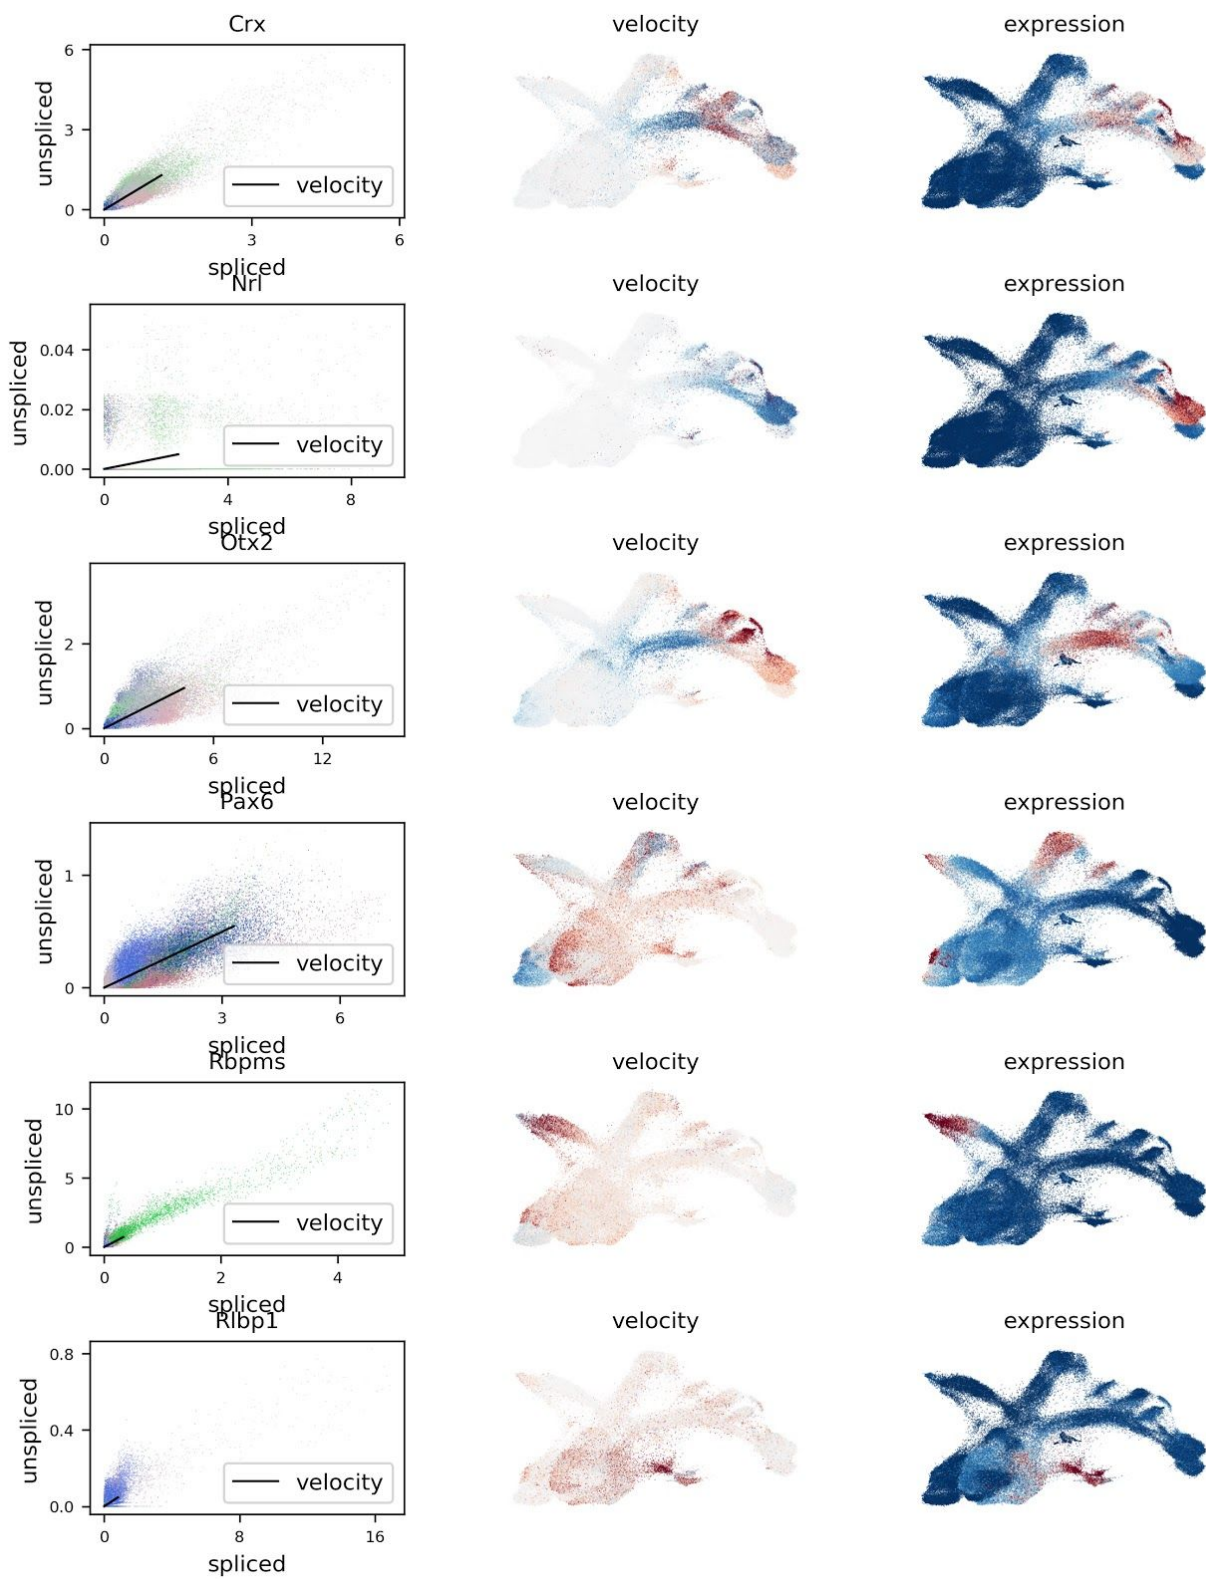 Crx
velocity
expression
6
3
0
unspliced
velocity
0
3
6
spliced
Nrl
velocity
expression
0.04
0.02
0.00
unspliced
velocity
0
4
8
spliced
Otx2
velocity
expression
2
0
unspliced
velocity
0
6
12
spliced
Pax6
velocity
expression
1
0
unspliced
velocity
0
3
6
spliced
Rbpms
velocity
expression
10
5
0
unspliced
velocity
0
2
4
spliced
Rlbp1
velocity
expression
0.8
0.4
0.0
unspliced
velocity
0
8
16
spliced